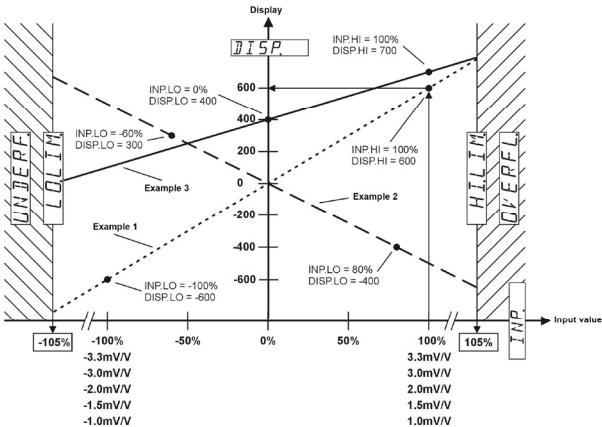 Display
DISP.
INP.HI = 100%
DISP.HI = 700
INP.LO = 0%
DISP.LO = 400
600
400
INP.LO = -60%
DISP.LO = 300
INP.HI = 100%
DISP.HI = 600
200
UNDERF.
LO.LIM.
Example 3
0
Example 2
HI.LIM.
OVERFL.
-200
Example 1
-400
INP.LO = 80%
DISP.LO = -400
INP.LO = -100%
DISP.LO = -600
-600
INP.
Input value
-105%
-100%
-50%
0%
50%
100%
105%
-3.3mV/V
3.3mV/V
-3.0mV/V
3.0mV/V
-2.0mV/V
2.0mV/V
-1.5mV/V
1.5mV/V
-1.0mV/V
1.0mV/V